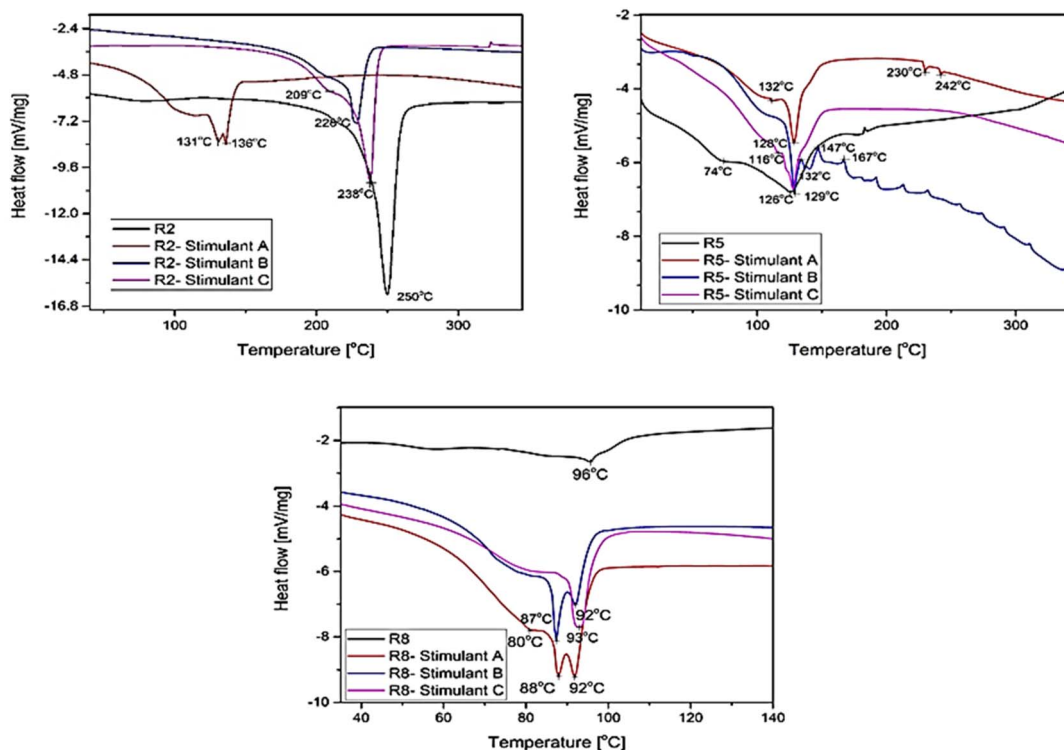 -2.4
-4.8
-7.2
-9.6
-12.0
-14.4
-16.8
Heat flow [mV/mg]
209°C
226°C
131°C
136°C
238°C
250°C
R2
R2- Stimulant A
R2- Stimulant B
R2- Stimulant C
100 200 300
Temperature [°C]
-2
-4
-6
-8
-10
Heat flow [mV/mg]
132°C
230°C
242°C
128°C
116°C
147°C
74°C
132°C
167°C
126°C
129°C
R5
R5- Stimulant A
R5- Stimulant B
R5- Stimulant C
100 200 300
Temperature [°C]
-2
-4
-6
-8
-10
Heat flow [mV/mg]
96°C
87°C
92°C
80°C
93°C
88°C
92°C
R8
R8- Stimulant A
R8- Stimulant B
R8- Stimulant C
40 60 80 100 120 140
Temperature [°C]